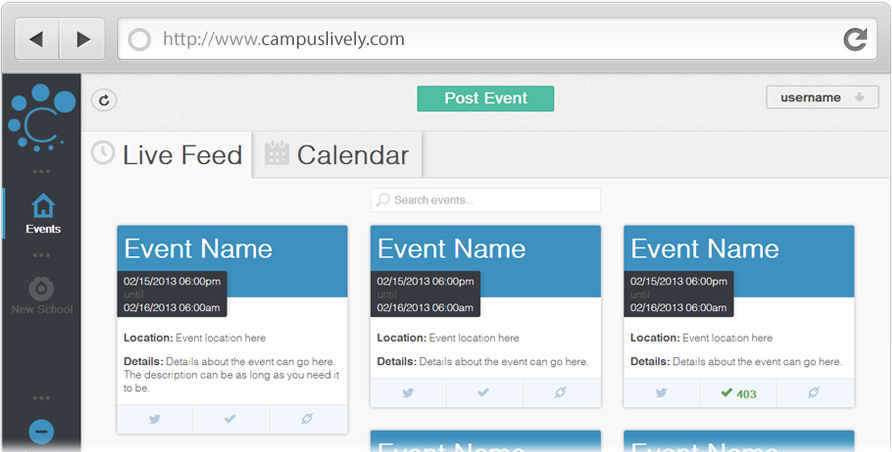 http://www.campuslively.com
Post Event
username
C
Live Feed
Calendar
Events
New School
Search events...
Event Name
02/15/2013 06:00pm
until
02/16/2013 06:00am
Location: Event location here
Details: Details about the event can go here.
The description can be as long as you need it
to be.
Event Name
02/15/2013 06:00pm
until
02/16/2013 06:00am
Location: Event location here
Details: Details about the event can go here.
Event Name
02/15/2013 06:00pm
until
02/16/2013 06:00am
Location: Event location here
Details: Details about the event can go here.
403
Event Name
Event Name